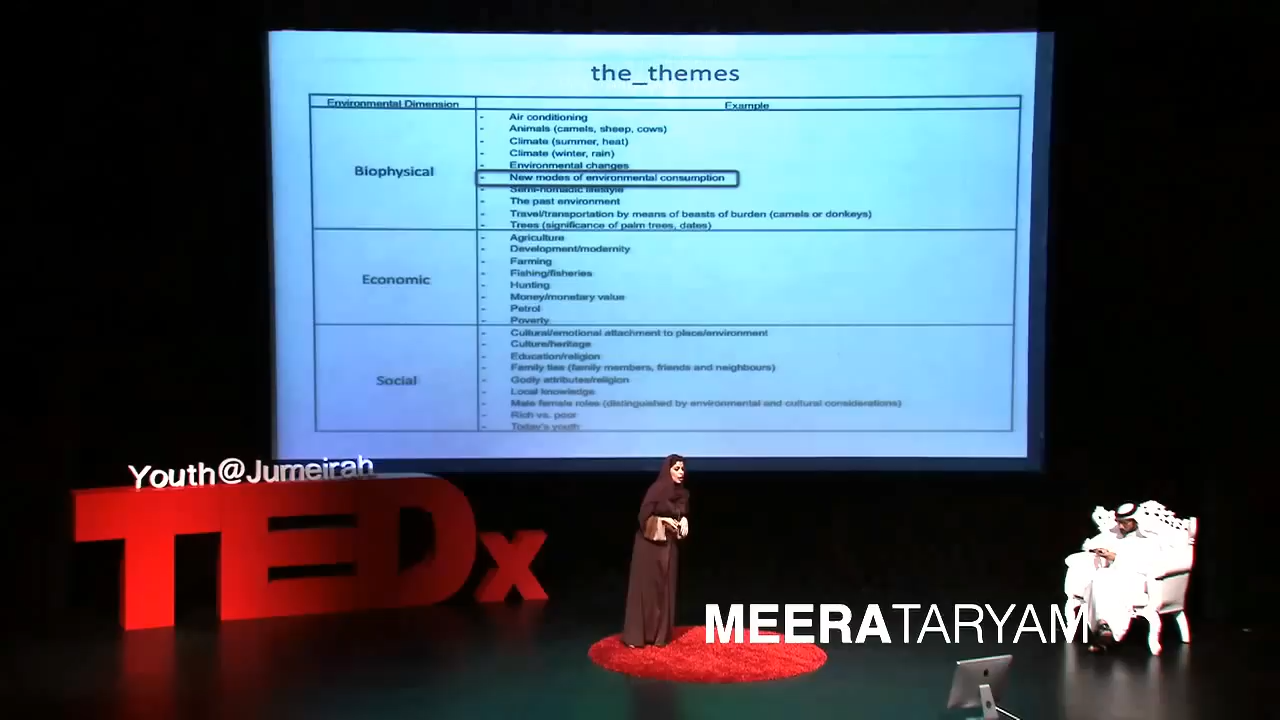 the_themes
Environmental Dimension
Example
Biophysical
- Air conditioning
- Animals (camels, sheep, cows)
- Climate (summer, heat)
- Climate (winter, rain)
- Environmental changes
- New modes of environmental consumption
- Semi-nomadic lifestyle
- The past environment
- Travel/transportation by means of beasts of burden (camels or donkeys)
- Trees (significance of palm trees, dates)
Economic
- Agriculture
- Development/modernity
- Farming
- Fishing/fisheries
- Hunting
- Money/monetary value
- Petrol
- Poverty
Social
- Cultural/emotional attachment to place/environment
- Culture/heritage
- Education/religion
- Family ties (family members, friends and neighbours)
- Godly attributes/religion
- Local knowledge
- Male female roles (distinguished by environmental and cultural considerations)
- Rich vs. poor
- Today's youth
Youth@Jumeirah
TEDx
MEERATARYAM